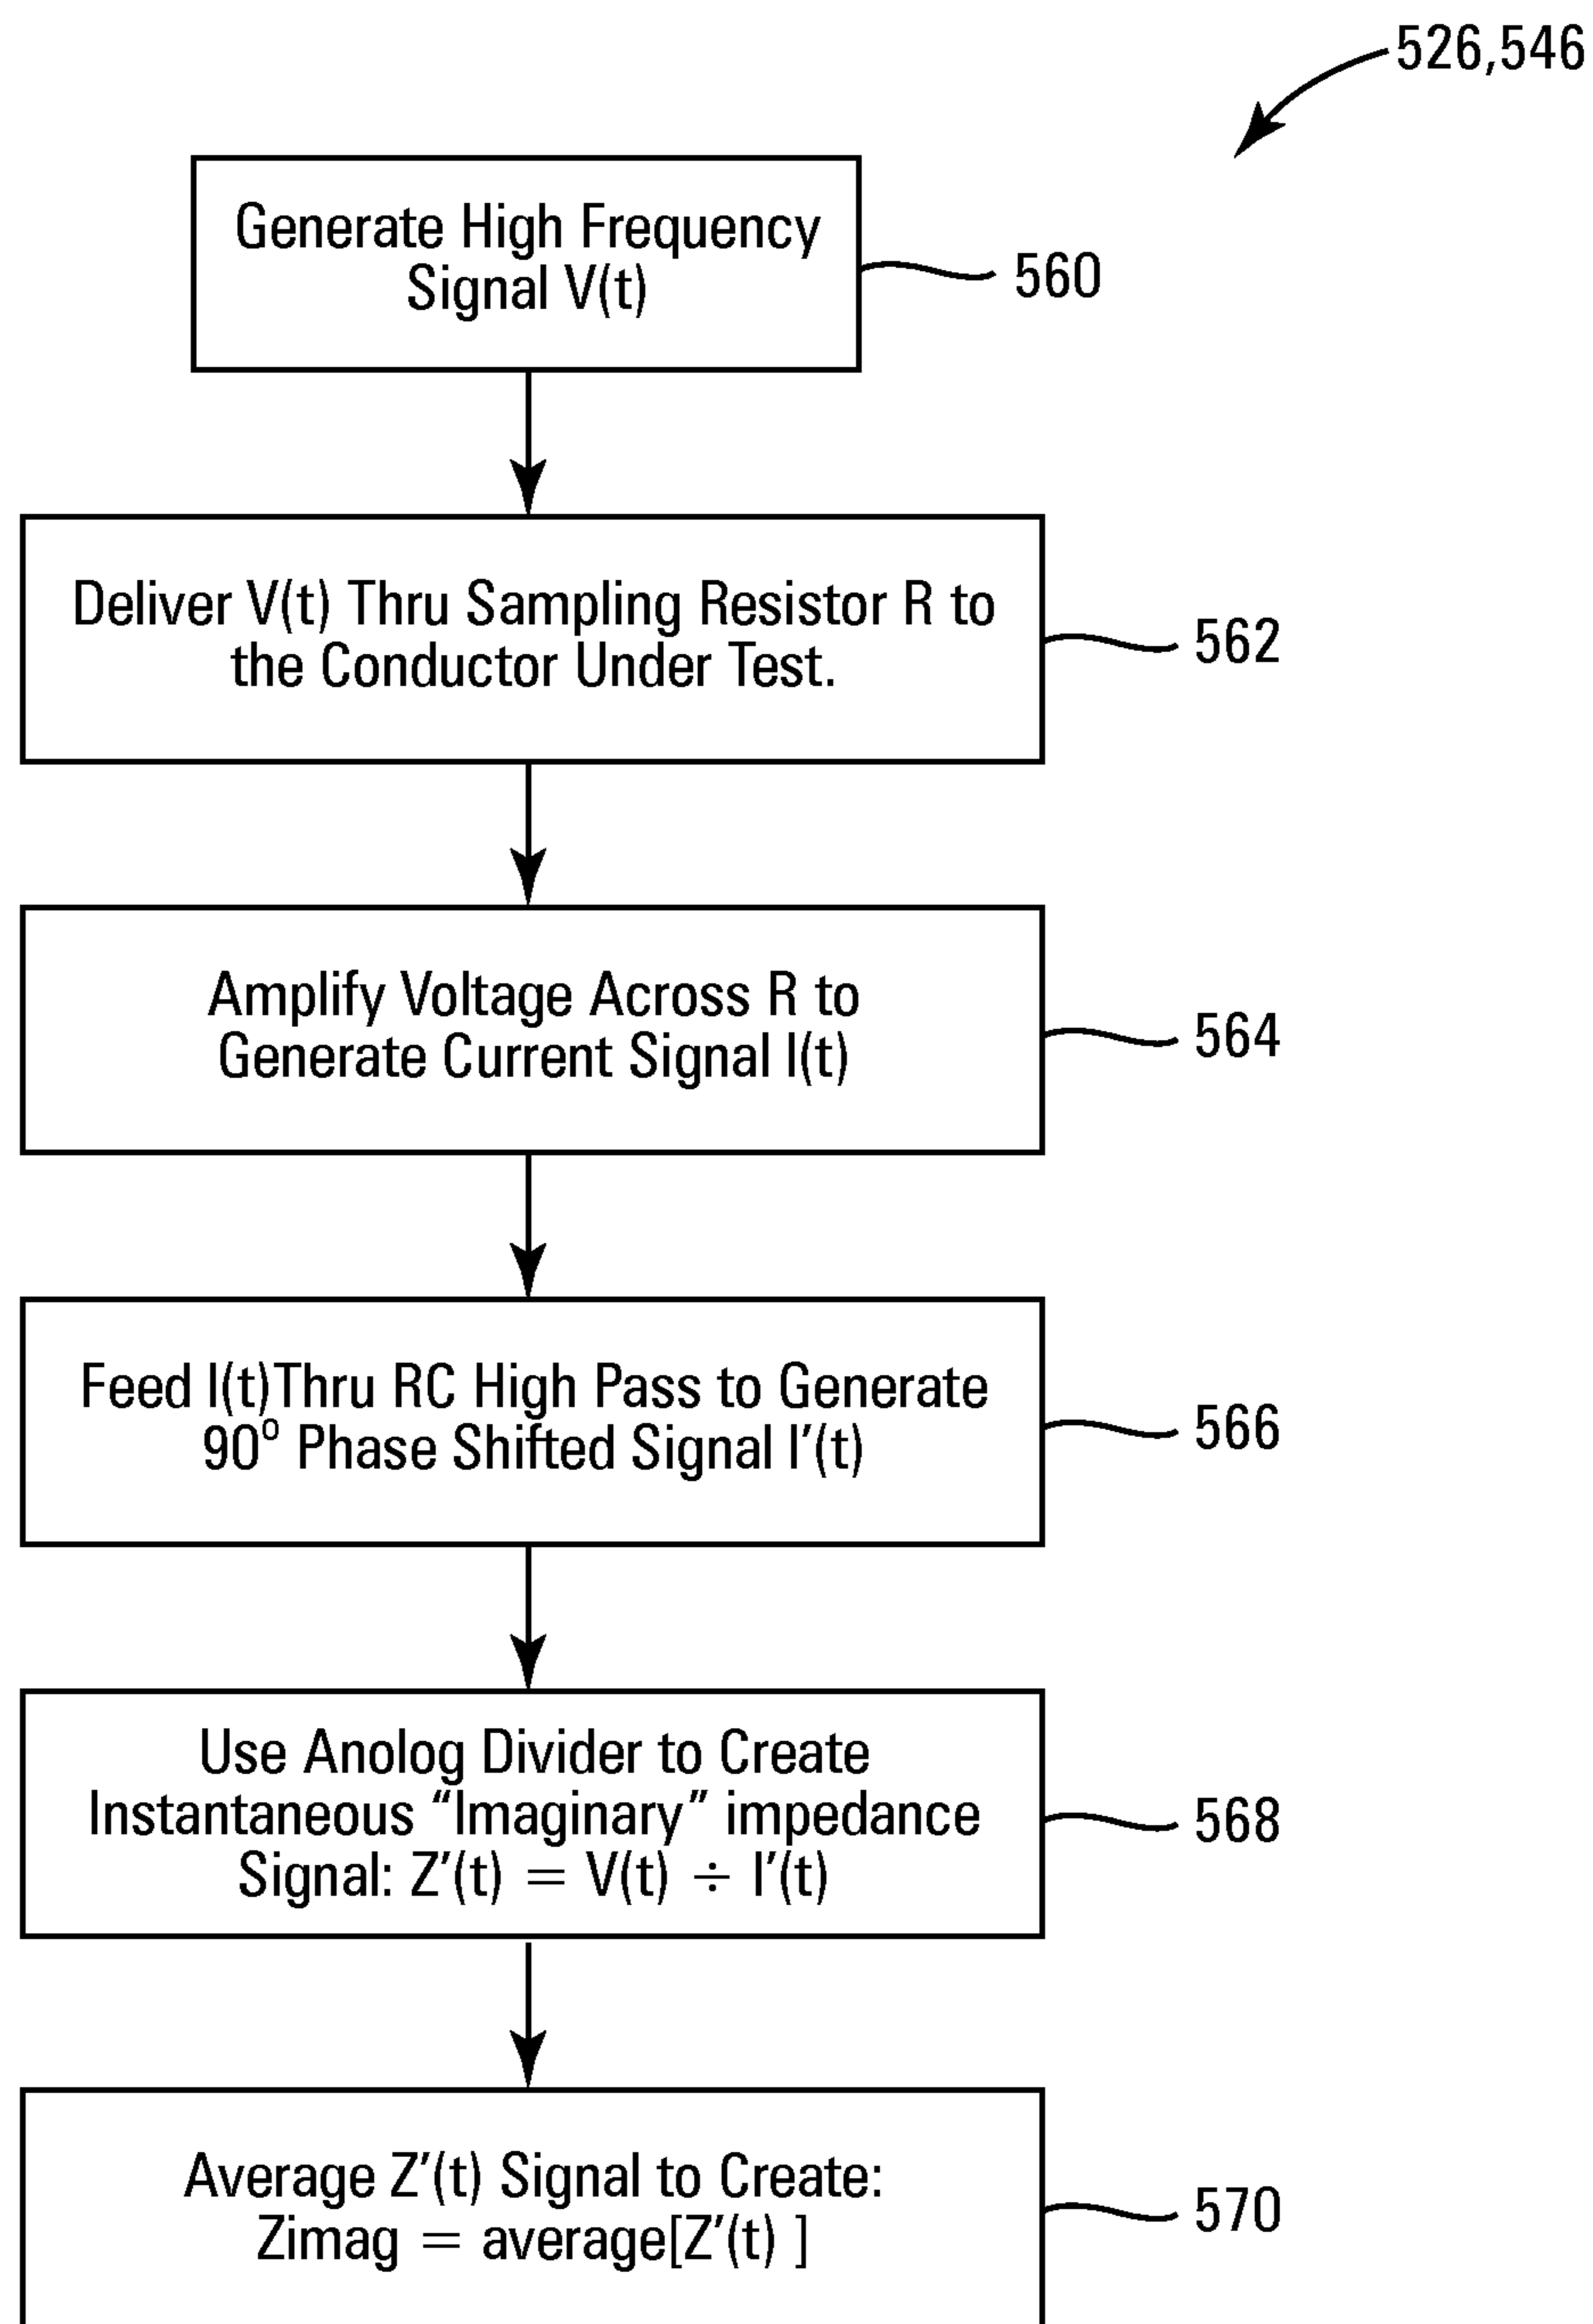 526,546
Generate High Frequency
Signal V(t)
560
Deliver V(t) Thru Sampling Resistor R to
the Conductor Under Test.
562
Amplify Voltage Across R to
Generate Current Signal I(t)
564
Feed I(t)Thru RC High Pass to Generate
90° Phase Shifted Signal I′(t)
566
Use Anolog Divider to Create
Instantaneous “Imaginary” impedance
Signal: Z′(t) = V(t) ÷ I′(t)
568
Average Z′(t) Signal to Create:
Zimag = average[Z′(t) ]
570